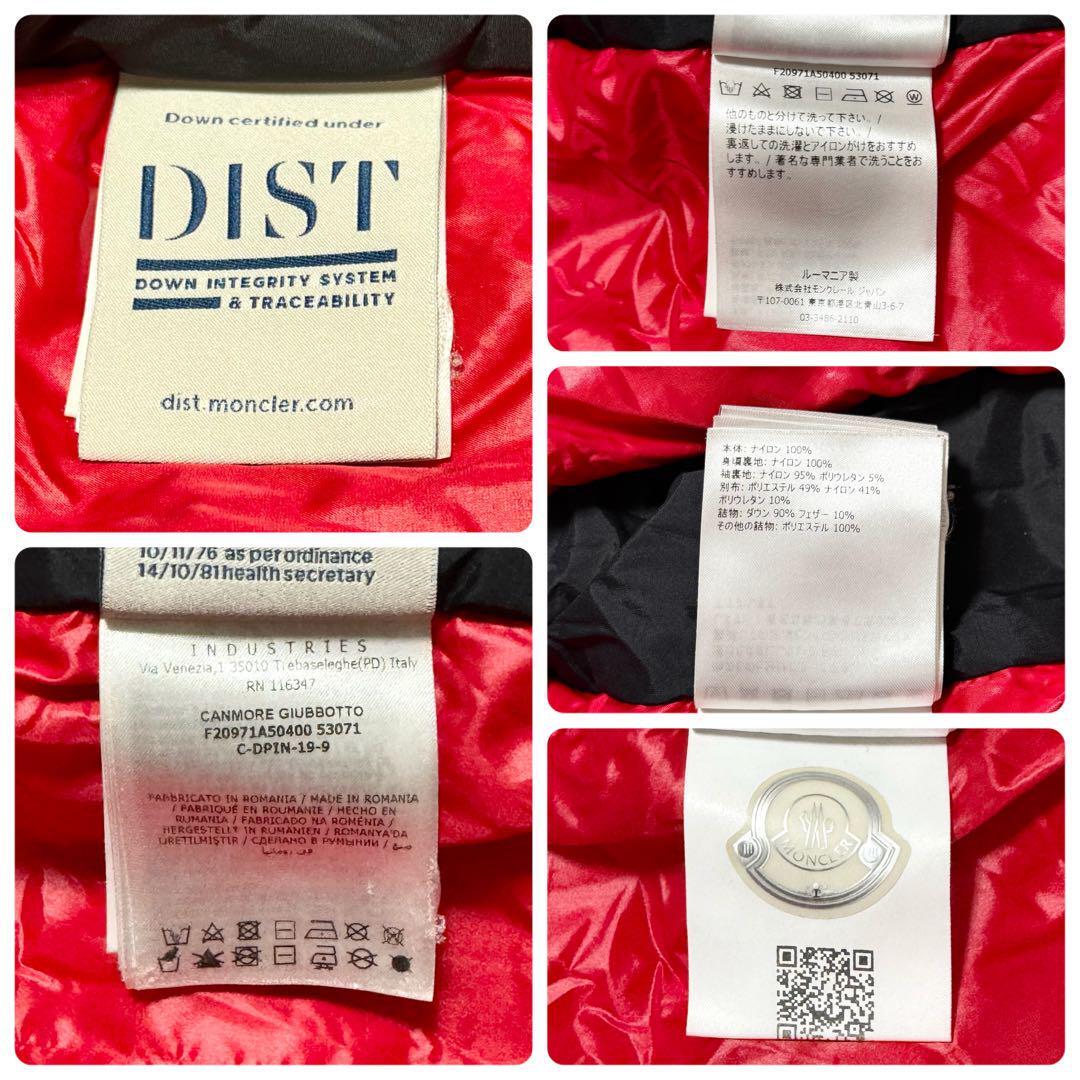 Down certified under
DIST
DOWN INTEGRITY SYSTEM
& TRACEABILITY
dist.moncler.com
F20971A50400 53071
他のものと分けて洗って下さい。/
浸けたままにしないで下さい。/
裏返しての洗濯とアイロンがけをおすすめ
します。/ 著名な専門業者で洗うことをお
すすめします。
ルーマニア製
株式会社モンクレール ジャパン
〒107-0061 東京都港区北青山3-6-7
03-3486-2110
本体: ナイロン 100%
身頃裏地: ナイロン 100%
袖裏地: ナイロン 95% ポリウレタン 5%
別布: ポリエステル 49% ナイロン 41%
ポリウレタン 10%
詰物: ダウン 90% フェザー 10%
その他の詰物: ポリエステル 100%
10/11/76 as per ordinance
14/10/81 health secretary
INDUSTRIES
Via Venezia,1 35010 Trebaseleghe(PD) Italy
RN 116347
CANMORE GIUBBOTTO
F20971A50400 53071
C-DPIN-19-9
FABBRICATO IN ROMANIA / MADE IN ROMANIA
/ FABRIQUÉ EN ROUMANIE / HECHO EN
RUMANIA / FABRICADO NA ROMÉNIA /
HERGESTELLT IN RUMÄNIEN / ROMANYA'DA
ÜRETİLMİŞTİR / СДЕЛАНО В РУМЫНИИ / صنع في رومانيا
MONCLER